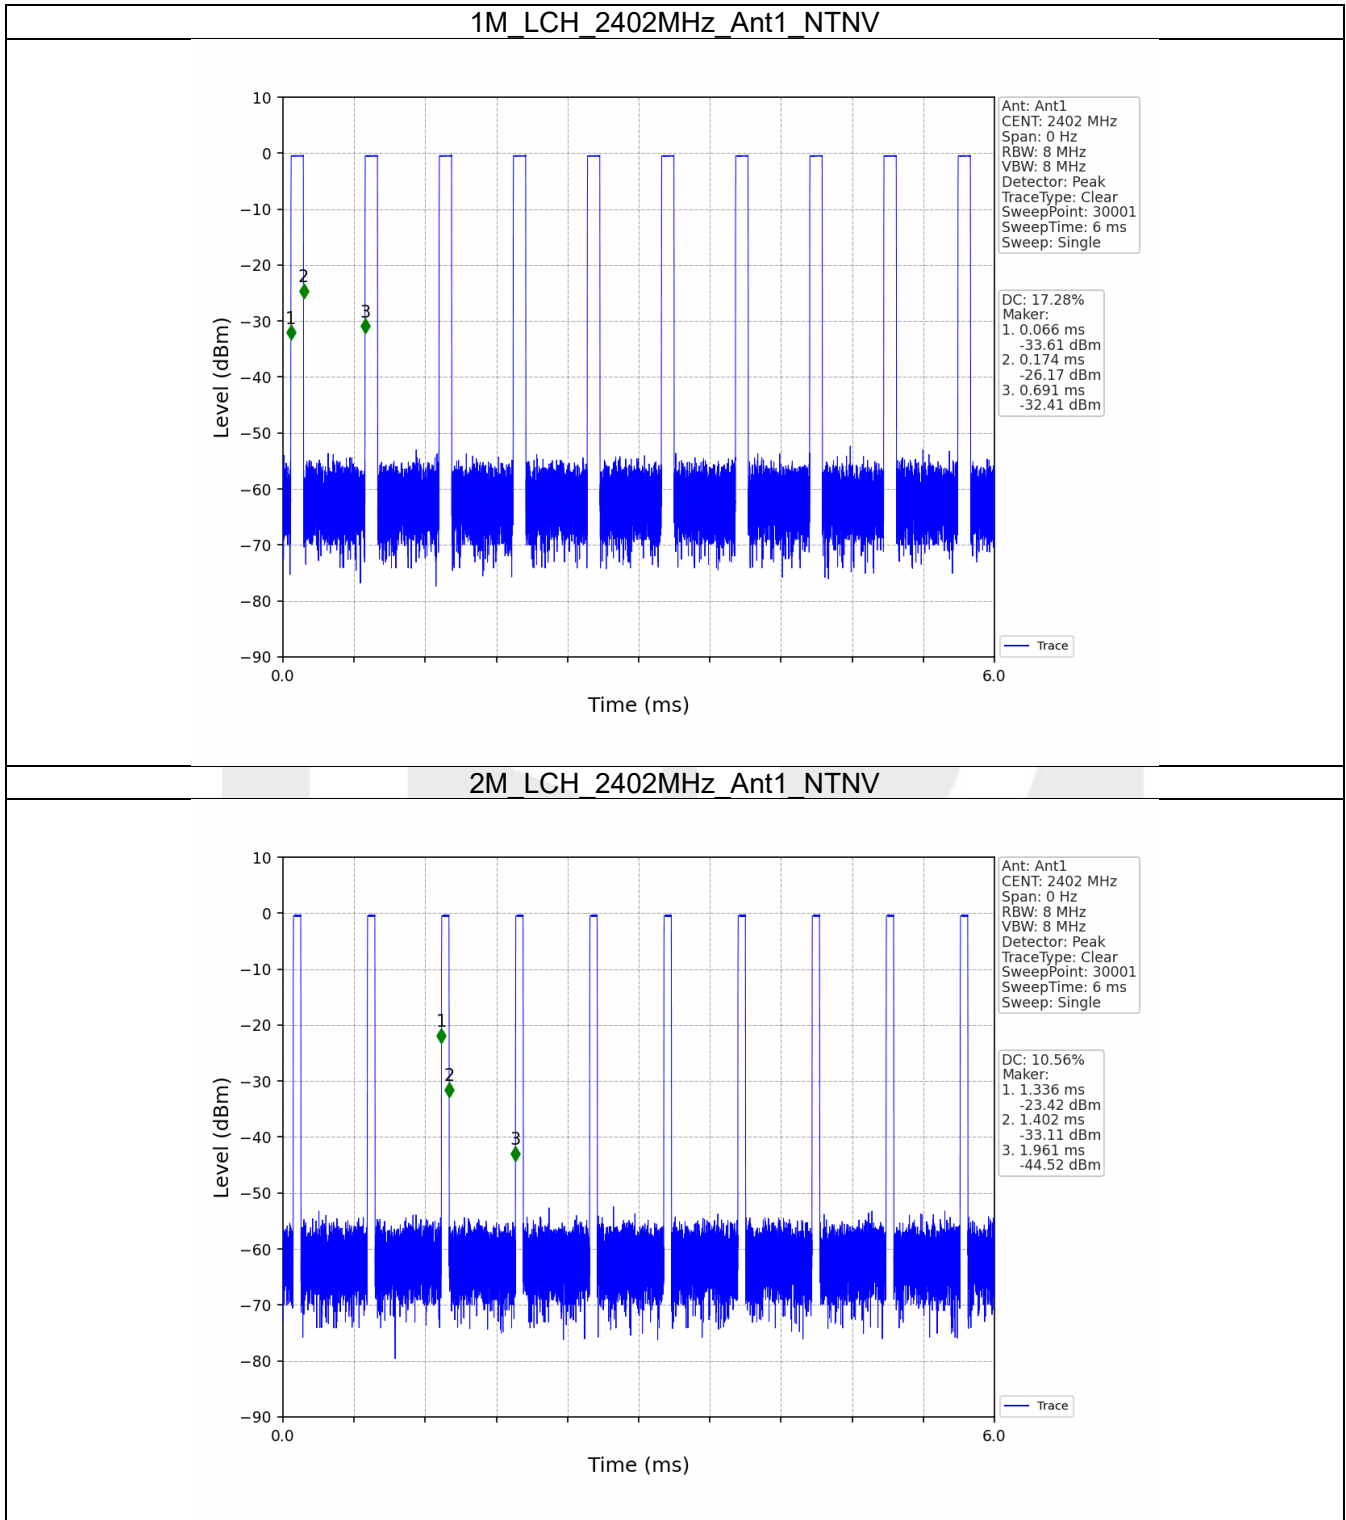 1M_LCH_2402MHz_Ant1_NTNV
10
0
−10
−20
−30
−40
−50
−60
−70
−80
−90
Level (dBm)
1
2
3
0.0
6.0
Time (ms)
Ant: Ant1
CENT: 2402 MHz
Span: 0 Hz
RBW: 8 MHz
VBW: 8 MHz
Detector: Peak
TraceType: Clear
SweepPoint: 30001
SweepTime: 6 ms
Sweep: Single
DC: 17.28%
Maker:
1. 0.066 ms
-33.61 dBm
2. 0.174 ms
-26.17 dBm
3. 0.691 ms
-32.41 dBm
Trace
2M_LCH_2402MHz_Ant1_NTNV
10
0
−10
−20
−30
−40
−50
−60
−70
−80
−90
Level (dBm)
1
2
3
0.0
6.0
Time (ms)
Ant: Ant1
CENT: 2402 MHz
Span: 0 Hz
RBW: 8 MHz
VBW: 8 MHz
Detector: Peak
TraceType: Clear
SweepPoint: 30001
SweepTime: 6 ms
Sweep: Single
DC: 10.56%
Maker:
1. 1.336 ms
-23.42 dBm
2. 1.402 ms
-33.11 dBm
3. 1.961 ms
-44.52 dBm
Trace